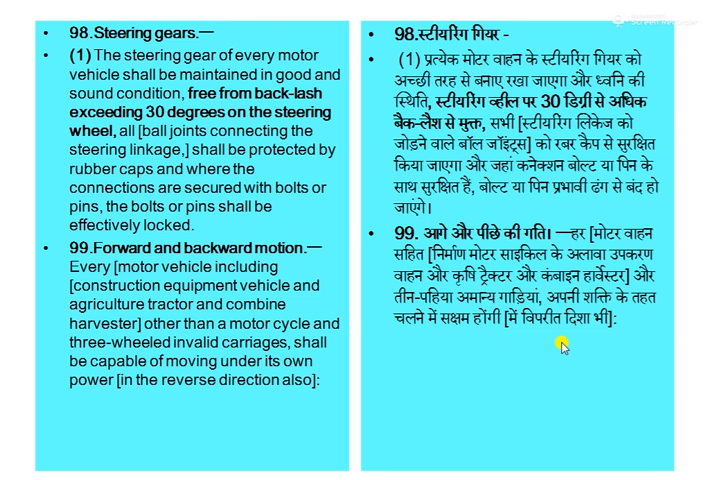 • 98.Steering gears.—
• (1) The steering gear of every motor
vehicle shall be maintained in good and
sound condition, free from back-lash
exceeding 30 degrees on the steering
wheel, all [ball joints connecting the
steering linkage,] shall be protected by
rubber caps and where the
connections are secured with bolts or
pins, the bolts or pins shall be
effectively locked.
• 99.Forward and backward motion.—
Every [motor vehicle including
[construction equipment vehicle and
agriculture tractor and combine
harvester] other than a motor cycle and
three-wheeled invalid carriages, shall
be capable of moving under its own
power [in the reverse direction also]:
• 98.स्टीयरिंग गियर -
• (1) प्रत्येक मोटर वाहन के स्टीयरिंग गियर को
अच्छी तरह से बनाए रखा जाएगा और ध्वनि की
स्थिति, स्टीयरिंग व्हील पर 30 डिग्री से अधिक
बैक-लैश से मुक्त, सभी [स्टीयरिंग लिंकेज को
जोड़ने वाले बॉल जॉइंट्स] को रबर कैप से सुरक्षित
किया जाएगा और जहां कनेक्शन बोल्ट या पिन के
साथ सुरक्षित हैं, बोल्ट या पिन प्रभावी ढंग से बंद हो
जाएंगे।
• 99. आगे और पीछे की गति। —हर [मोटर वाहन
सहित [निर्माण मोटर साइकिल के अलावा उपकरण
वाहन और कृषि ट्रैक्टर और कंबाइन हार्वेस्टर] और
तीन-पहिया अमान्य गाड़ियां, अपनी शक्ति के तहत
चलने में सक्षम होंगी [में विपरीत दिशा भी]: